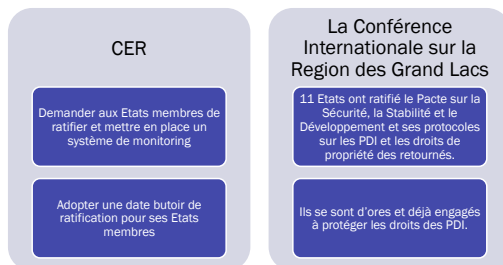 CER
Demander aux Etats membres de
ratifier et mettre en place un
système de monitoring
Adopter une date butoir de
ratification pour ses Etats
membres
La Conférence
Internationale sur la
Region des Grand Lacs
11 Etats ont ratifié le Pacte sur la
Sécurité, la Stabilité et le
Développement et ses protocoles
sur les PDI et les droits de
propriété des retournés.
Ils se sont d'ores et déjà engagés
à protéger les droits des PDI.